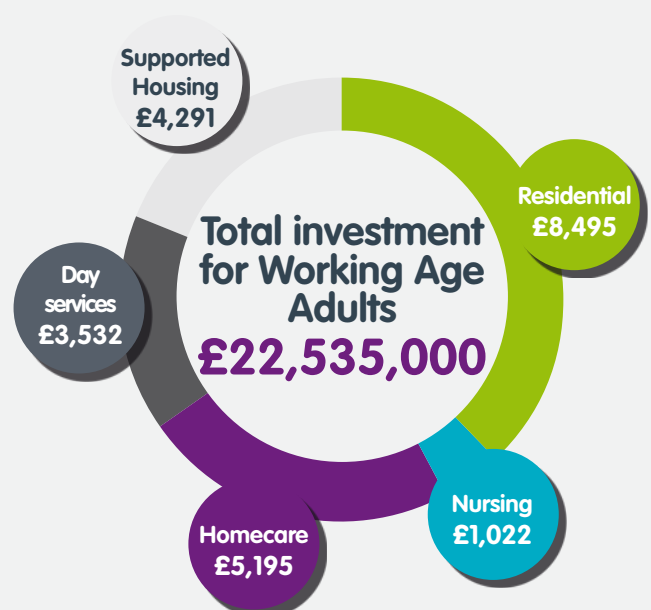 Supported
Housing
£4,291
Residential
£8,495
Total investment
for Working Age
Adults
£22,535,000
Day
services
£3,532
Nursing
£1,022
Homecare
£5,195